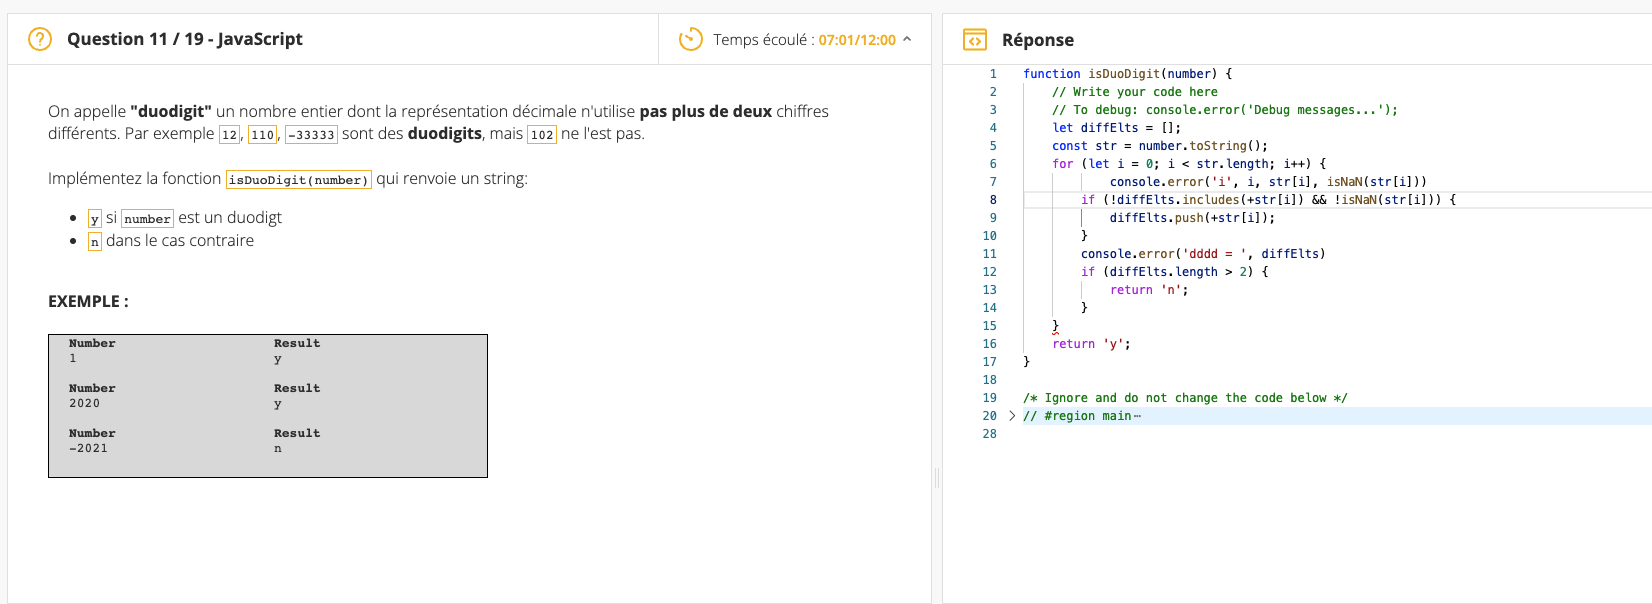 Question 11 / 19 - JavaScript
Temps écoulé : 07:01/12:00
On appelle "duodigit" un nombre entier dont la représentation décimale n'utilise pas plus de deux chiffres
différents. Par exemple 12, 110, -33333 sont des duodigits, mais 102 ne l'est pas.
Implémentez la fonction isDuoDigit(number) qui renvoie un string:
• y si number est un duodigt
• n dans le cas contraire
EXEMPLE :
Number Result
1 y
Number Result
2020 y
Number Result
-2021 n
Réponse
1 function isDuoDigit(number) {
2 // Write your code here
3 // To debug: console.error('Debug messages...');
4 let diffElts = [];
5 const str = number.toString();
6 for (let i = 0; i < str.length; i++) {
7 console.error('i', i, str[i], isNaN(str[i]))
8 if (!diffElts.includes(+str[i]) && !isNaN(str[i])) {
9 diffElts.push(+str[i]);
10 }
11 console.error('dddd = ', diffElts)
12 if (diffElts.length > 2) {
13 return 'n';
14 }
15 }
16 return 'y';
17 }
18
19 /* Ignore and do not change the code below */
20 // #region main…
28